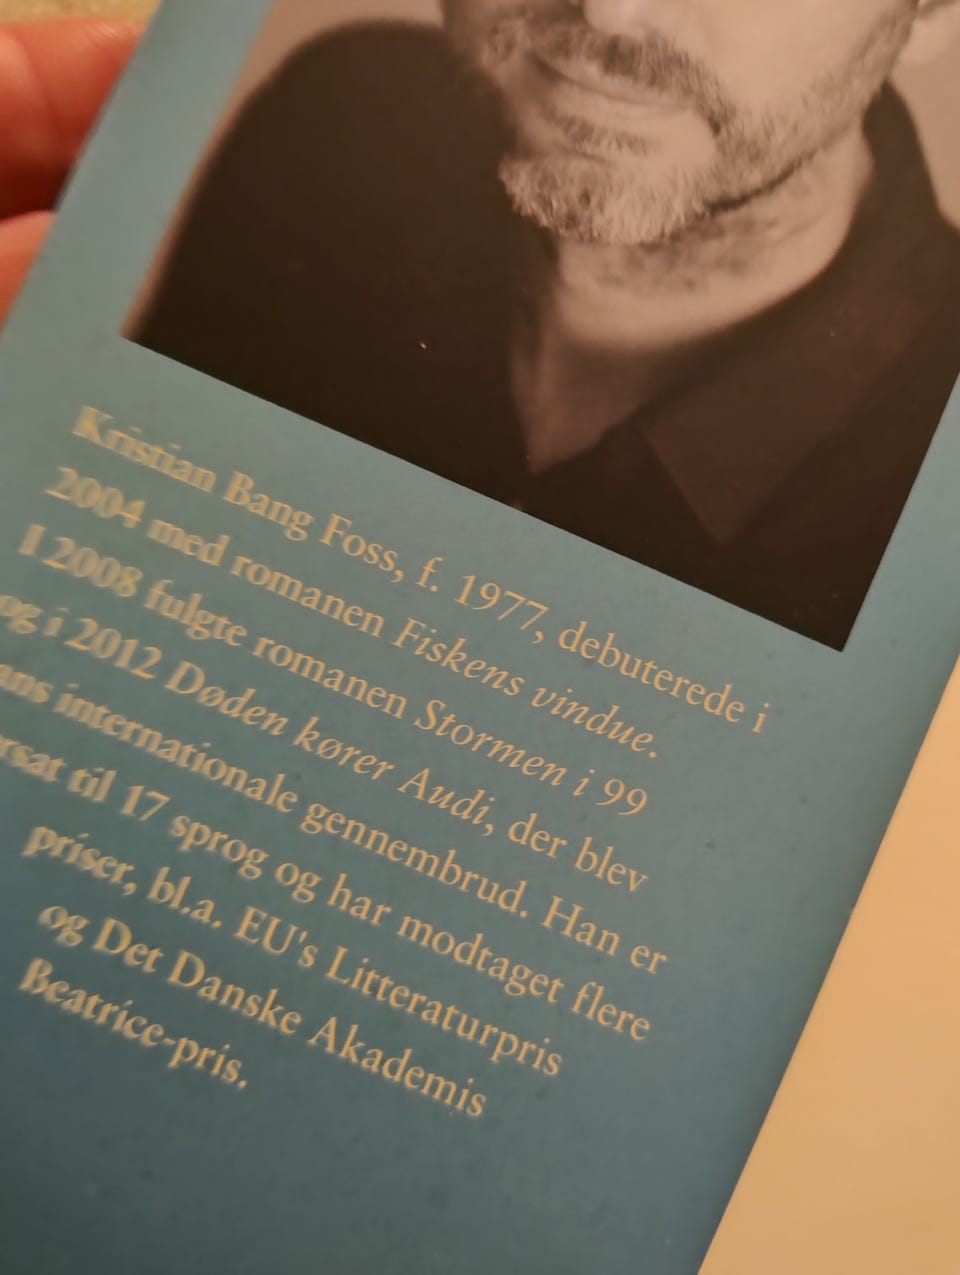 Kristian Bang Foss, f. 1977, debuterede i
2004 med romanen Fiskens vindue.
I 2008 fulgte romanen Stormen i 99
og i 2012 Døden kører Audi, der blev
ans internationale gennembrud. Han er
rsat til 17 sprog og har modtaget flere
priser, bl.a. EU's Litteraturpris
og Det Danske Akademis
Beatrice-pris.